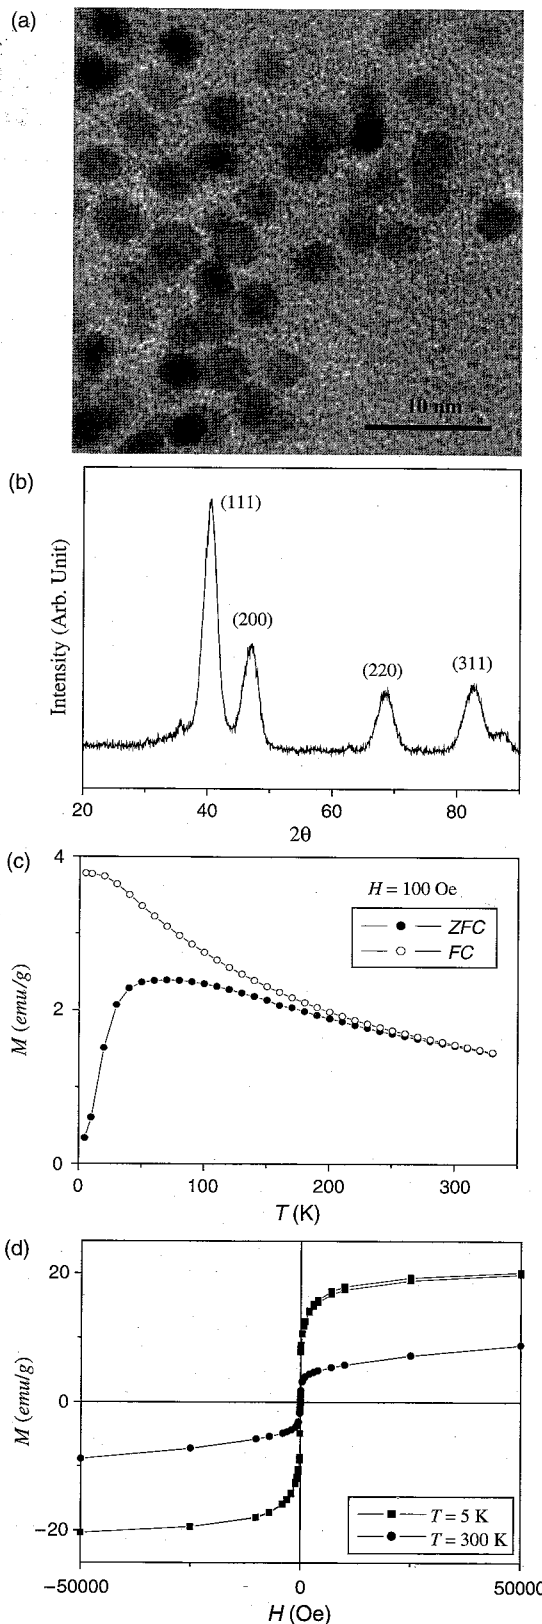 (a)
10 nm
(b)
Intensity (Arb. Unit)
(111)
(200)
(220)
(311)
20
40
60
80
2θ
(c)
M (emu/g)
4
2
0
H = 100 Oe
ZFC
FC
0
100
200
300
T (K)
(d)
M (emu/g)
20
0
−20
T = 5 K
T = 300 K
−50000
0
50000
H (Oe)